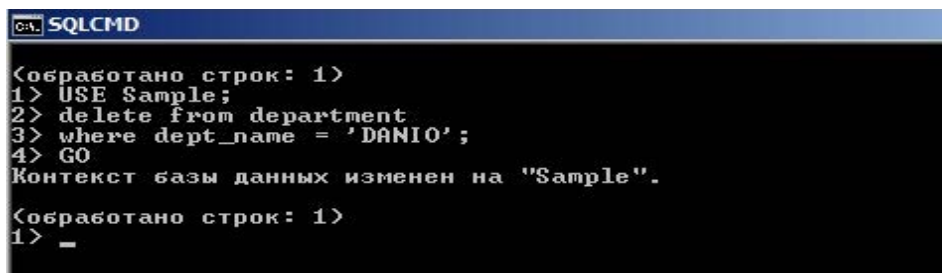 C:\. SQLCMD
(обработано строк: 1)
1> USE Sample;
2> delete from department
3> where dept_name = 'DANIO';
4> GO
Контекст базы данных изменен на "Sample".
(обработано строк: 1)
1> _